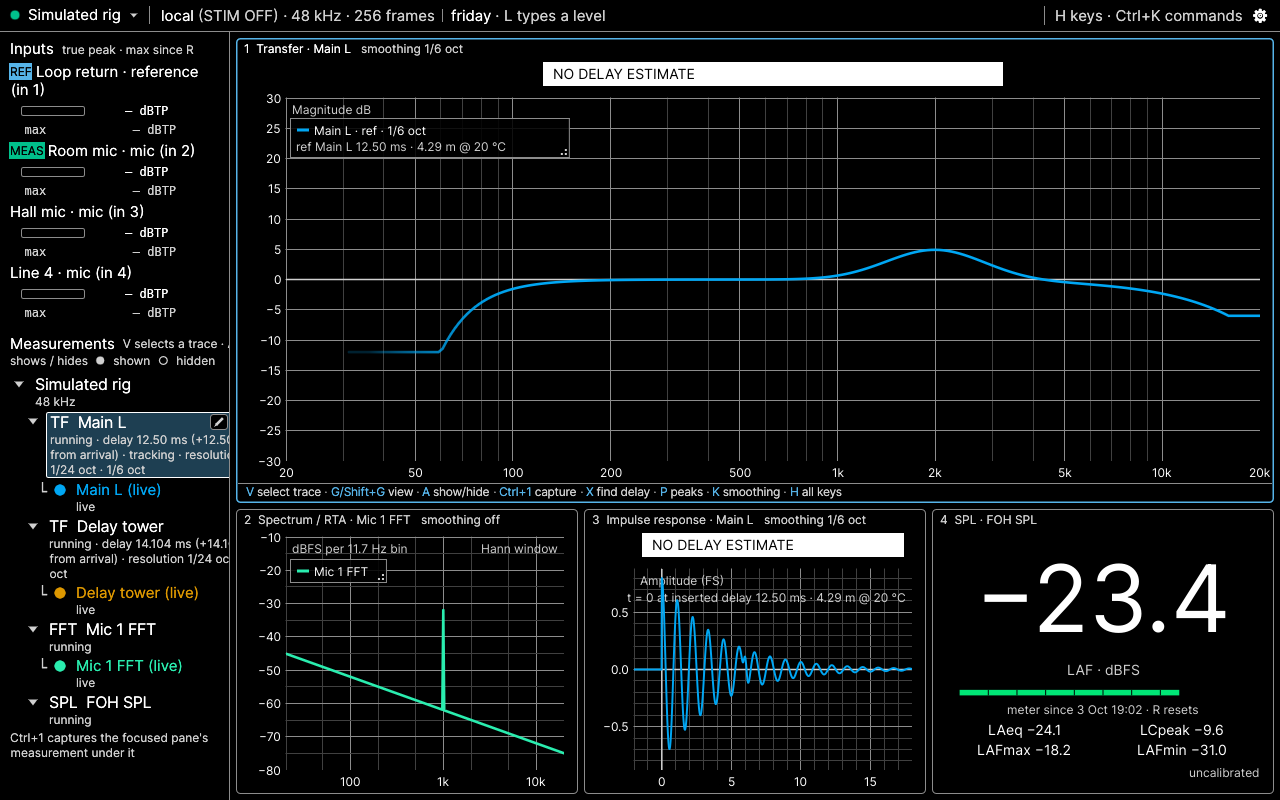 Simulated rig
local (STIM OFF) · 48 kHz · 256 frames
friday · L types a level
H keys · Ctrl+K commands
Inputs true peak · max since R
REF Loop return · reference
(in 1)
– dBTP
max – dBTP
MEAS Room mic · mic (in 2)
– dBTP
max – dBTP
Hall mic · mic (in 3)
– dBTP
max – dBTP
Line 4 · mic (in 4)
– dBTP
max – dBTP
Measurements V selects a trace ·
shows / hides shown hidden
Simulated rig
48 kHz
TF Main L
running · delay 12.50 ms (+12.50
from arrival) · tracking ·
1/24 oct · 1/6 oct
Main L (live)
live
TF Delay tower
running · delay 14.104 ms
from arrival) · resolution 1/24
oct
Delay tower (live)
live
FFT Mic 1 FFT
running
Mic 1 FFT (live)
live
SPL FOH SPL
running
Ctrl+1 captures the focused pane's
measurement under it
1 Transfer · Main L smoothing 1/6 oct
NO DELAY ESTIMATE
Magnitude dB
Main L · ref · 1/6 oct
ref Main L 12.50 ms · 4.29 m @ 20 °C
30
25
20
15
10
5
0
−5
−10
−15
−20
−25
−30
20 50 100 200 500 1k 2k 5k 10k 20k
V select trace · G/Shift+G view · A show/hide · Ctrl+1 capture · X find delay · P peaks · K smoothing · H all keys
2 Spectrum / RTA · Mic 1 FFT smoothing off
dBFS per 11.7 Hz bin Hann window
Mic 1 FFT
−10
−20
−30
−40
−50
−60
−70
−80
100 1k 10k
3 Impulse response · Main L smoothing 1/6 oct
NO DELAY ESTIMATE
Amplitude (FS)
t = 0 at inserted delay 12.50 ms · 4.29 m @ 20 °C
0.5
0.0
−0.5
0 5 10 15
4 SPL · FOH SPL
−23.4
LAF · dBFS
meter since 3 Oct 19:02 · R resets
LAeq −24.1 LCpeak −9.6
LAFmax −18.2 LAFmin −31.0
uncalibrated